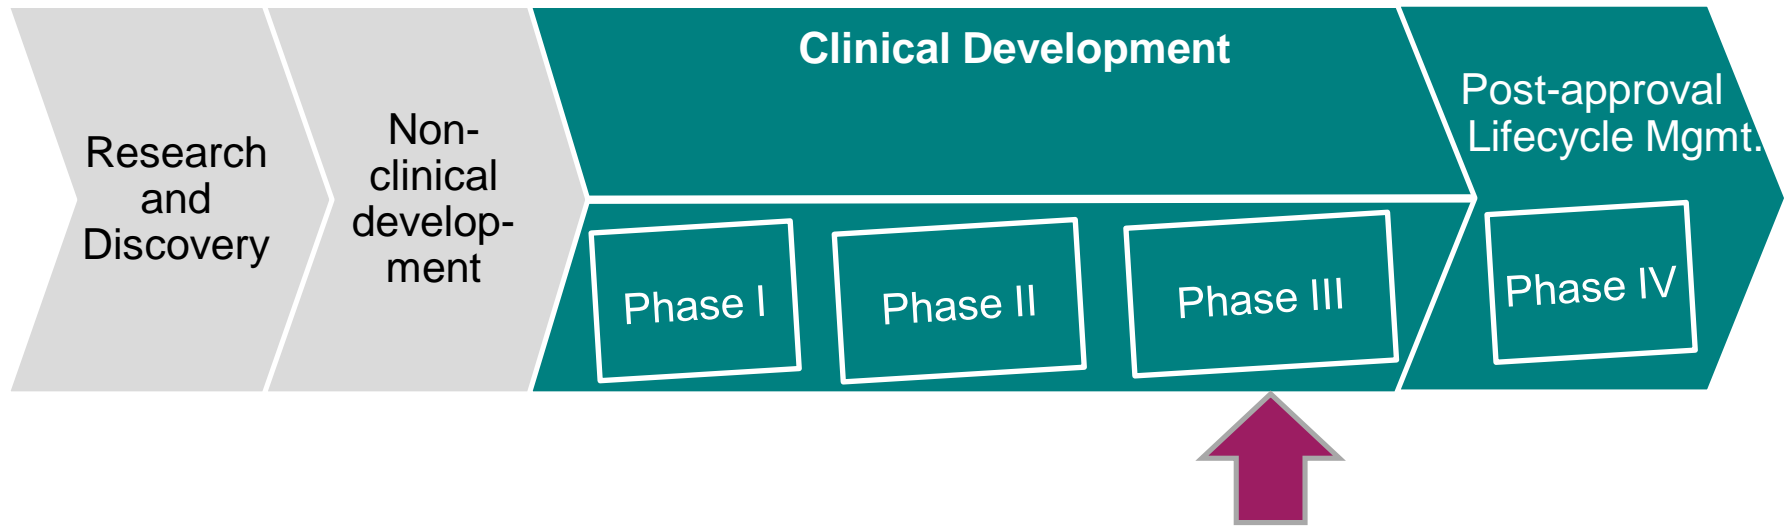 Research
and
Discovery
Non-
clinical
develop-
ment
Clinical Development
Phase I
Phase II
Phase III
Post-approval
Lifecycle Mgmt.
Phase IV